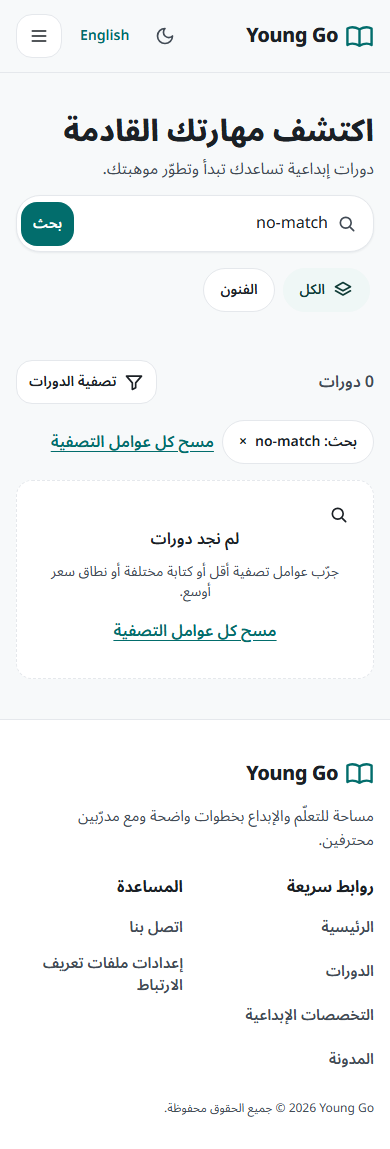 Young Go
English
اكتشف مهارتك القادمة
دورات إبداعية تساعدك تبدأ وتطوّر موهبتك.
no-match
بحث
الكل
الفنون
0 دورات
تصفية الدورات
بحث: no-match ×
مسح كل عوامل التصفية
لم نجد دورات
جرّب عوامل تصفية أقل أو كتابة مختلفة أو نطاق سعر
أوسع.
مسح كل عوامل التصفية
Young Go
مساحة للتعلّم والإبداع بخطوات واضحة ومع مدرّبين
محترفين.
روابط سريعة
الرئيسية
الدورات
التخصصات الإبداعية
المدونة
المساعدة
اتصل بنا
إعدادات ملفات تعريف
الارتباط
Young Go 2026 © جميع الحقوق محفوظة.